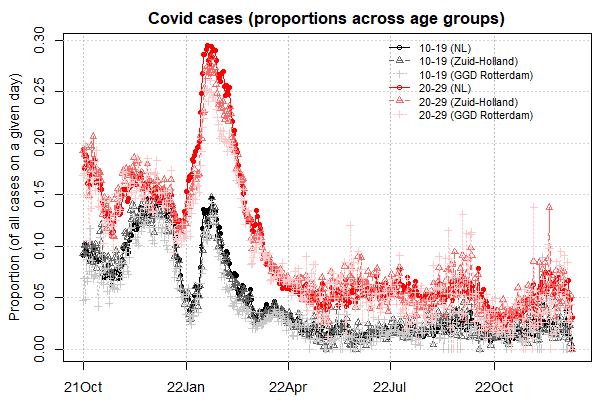 Covid cases (proportions across age groups)
Proportion (of all cases on a given day)
0.30
0.25
0.20
0.15
0.10
0.05
0.00
10-19 (NL)
10-19 (Zuid-Holland)
10-19 (GGD Rotterdam)
20-29 (NL)
20-29 (Zuid-Holland)
20-29 (GGD Rotterdam)
21Oct 22Jan 22Apr 22Jul 22Oct